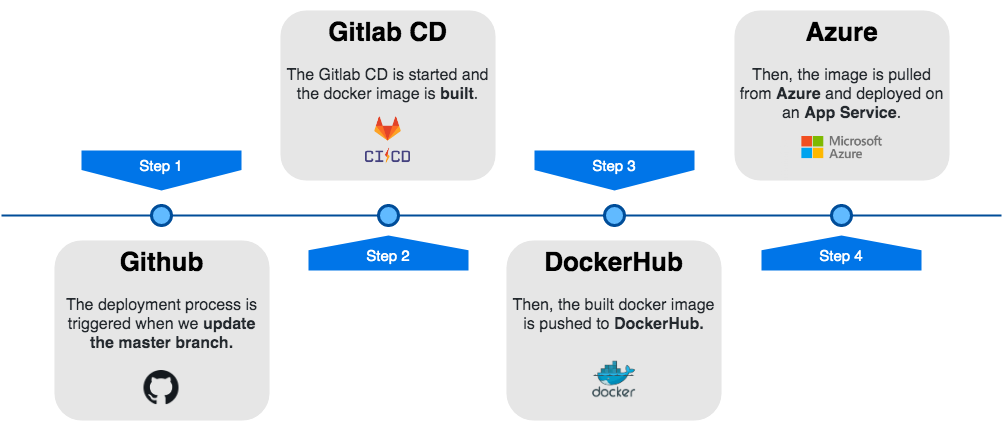 Gitlab CD
The Gitlab CD is started and
the docker image is built.
CI/CD
Azure
Then, the image is pulled
from Azure and deployed on
an App Service.
Microsoft
Azure
Step 1
Step 3
Step 2
Step 4
Github
The deployment process is
triggered when we update
the master branch.
DockerHub
Then, the built docker image
is pushed to DockerHub.
docker